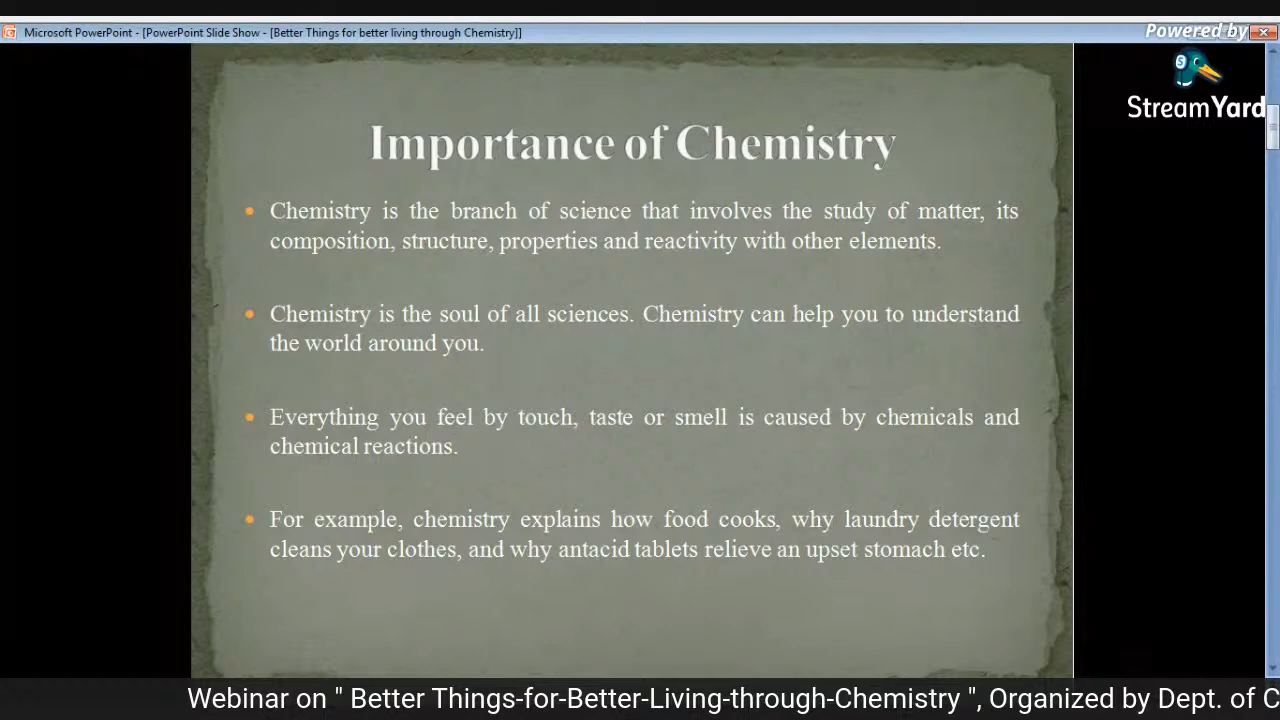 Microsoft PowerPoint - [PowerPoint Slide Show - [Better Things for better living through Chemistry]]
Powered by
StreamYard
Importance of Chemistry
• Chemistry is the branch of science that involves the study of matter, its
composition, structure, properties and reactivity with other elements.
• Chemistry is the soul of all sciences. Chemistry can help you to understand
the world around you.
• Everything you feel by touch, taste or smell is caused by chemicals and
chemical reactions.
• For example, chemistry explains how food cooks, why laundry detergent
cleans your clothes, and why antacid tablets relieve an upset stomach etc.
Webinar on " Better Things-for-Better-Living-through-Chemistry ", Organized by Dept. of C